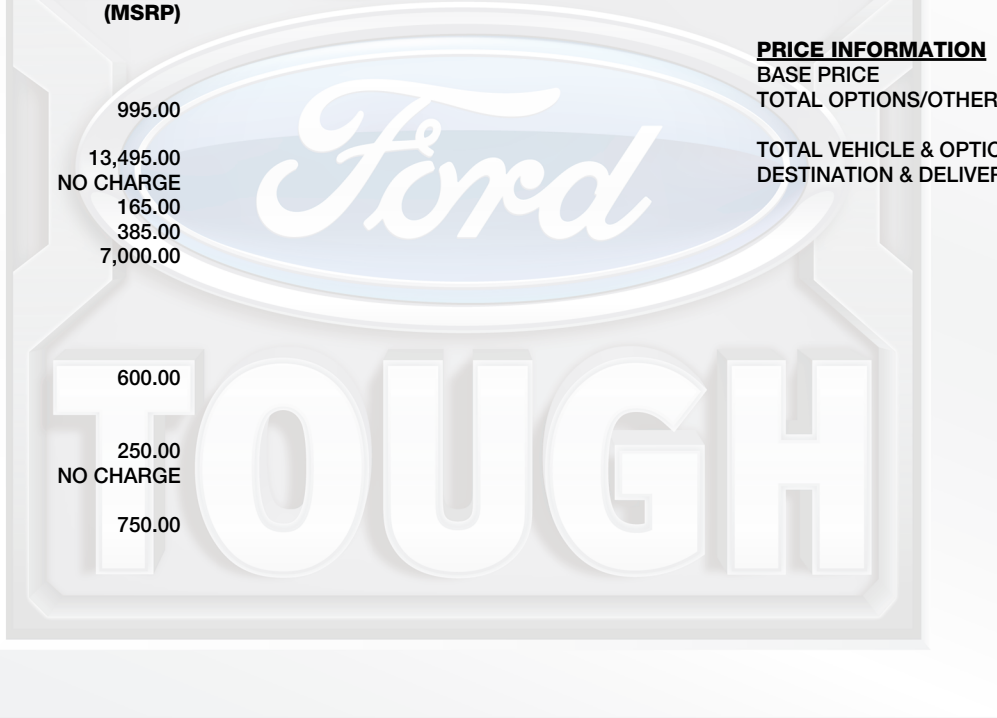 (MSRP)
995.00
13,495.00
NO CHARGE
165.00
385.00
7,000.00
600.00
250.00
NO CHARGE
750.00
PRICE INFORMATION
BASE PRICE
TOTAL OPTIONS/OTHER
TOTAL VEHICLE & OPTIO
DESTINATION & DELIVER
Ford
TOUGH